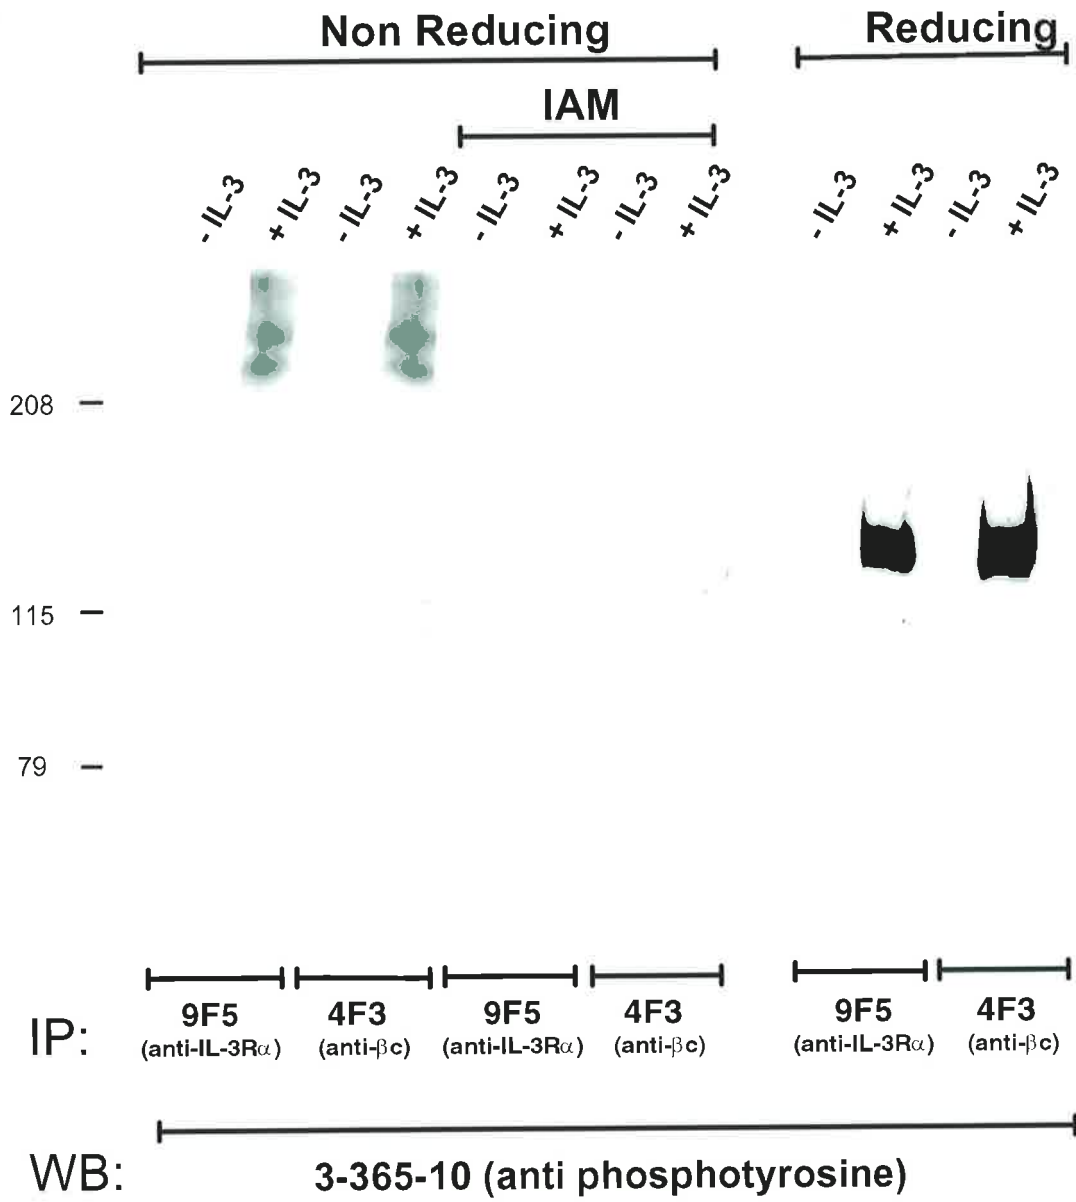 Non Reducing Reducing
IAM
- IL-3 + IL-3 - IL-3 + IL-3 - IL-3 + IL-3 - IL-3 + IL-3 - IL-3 + IL-3 - IL-3 + IL-3
208
115
79
IP: 9F5 4F3 9F5 4F3 9F5 4F3
(anti-IL-3Rα) (anti-βc) (anti-IL-3Rα) (anti-βc) (anti-IL-3Rα) (anti-βc)
WB: 3-365-10 (anti phosphotyrosine)